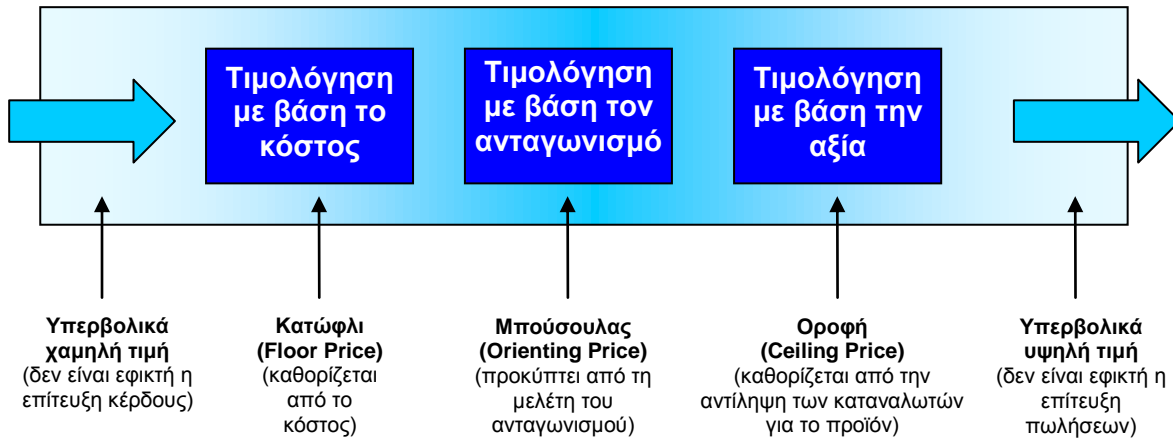 Τιμολόγηση
με βάση το
κόστος
Τιμολόγηση
με βάση τον
ανταγωνισμό
Τιμολόγηση
με βάση την
αξία
Υπερβολικά
χαμηλή τιμή
(δεν είναι εφικτή η
επίτευξη κέρδους)
Κατώφλι
(Floor Price)
(καθορίζεται
από το
κόστος)
Μπούσουλας
(Orienting Price)
(προκύπτει από τη
μελέτη του
ανταγωνισμού)
Οροφή
(Ceiling Price)
(καθορίζεται από την
αντίληψη των καταναλωτών
για το προϊόν)
Υπερβολικά
υψηλή τιμή
(δεν είναι εφικτή η
επίτευξη
πωλήσεων)